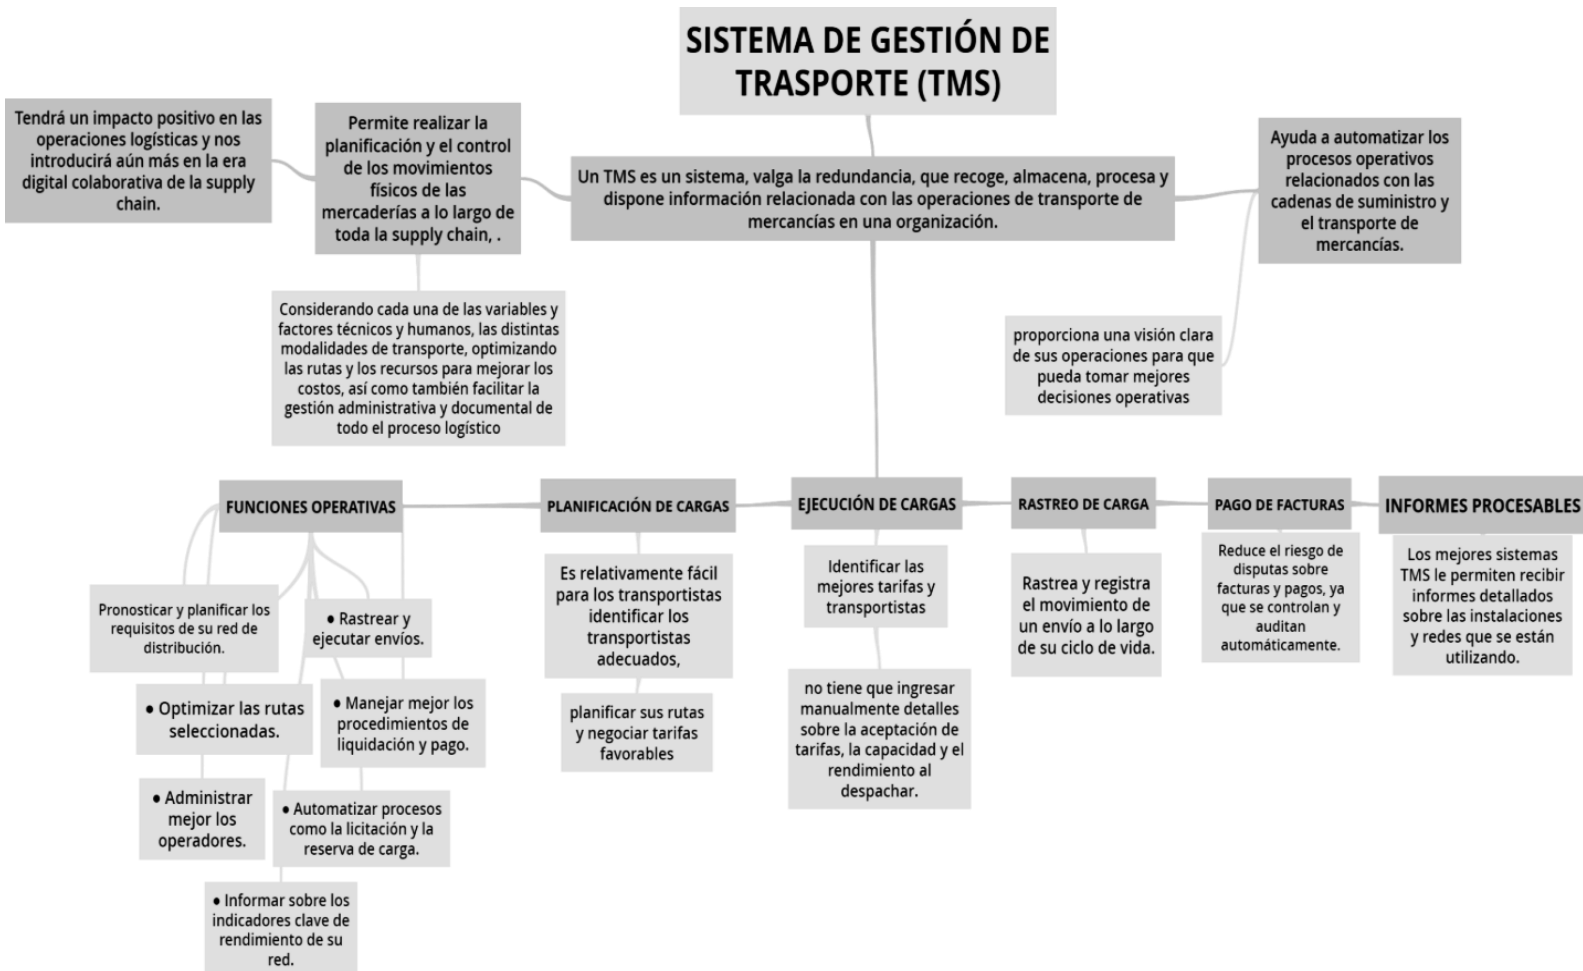 SISTEMA DE GESTIÓN DE
TRASPORTE (TMS)
Tendrá un impacto positivo en las
operaciones logísticas y nos
introducirá aún más en la era
digital colaborativa de la supply
chain.
Permite realizar la
planificación y el control
de los movimientos
físicos de las
mercaderías a lo largo de
toda la supply chain, .
Un TMS es un sistema, valga la redundancia, que recoge, almacena, procesa y
dispone información relacionada con las operaciones de transporte de
mercancías en una organización.
Ayuda a automatizar los
procesos operativos
relacionados con las
cadenas de suministro y
el transporte de
mercancías.
Considerando cada una de las variables y
factores técnicos y humanos, las distintas
modalidades de transporte, optimizando
las rutas y los recursos para mejorar los
costos, así como también facilitar la
gestión administrativa y documental de
todo el proceso logístico
proporciona una visión clara
de sus operaciones para que
pueda tomar mejores
decisiones operativas
FUNCIONES OPERATIVAS
Pronosticar y planificar los
requisitos de su red de
distribución.
● Rastrear y
ejecutar envíos.
● Optimizar las rutas
seleccionadas.
● Manejar mejor los
procedimientos de
liquidación y pago.
● Administrar
mejor los
operadores.
● Automatizar procesos
como la licitación y la
reserva de carga.
● Informar sobre los
indicadores clave de
rendimiento de su
red.
PLANIFICACIÓN DE CARGAS
Es relativamente fácil
para los transportistas
identificar los
transportistas
adecuados,
planificar sus rutas
y negociar tarifas
favorables
EJECUCIÓN DE CARGAS
Identificar las
mejores tarifas y
transportistas
no tiene que ingresar
manualmente detalles
sobre la aceptación de
tarifas, la capacidad y el
rendimiento al
despachar.
RASTREO DE CARGA
Rastrea y registra
el movimiento de
un envío a lo largo
de su ciclo de vida.
PAGO DE FACTURAS
Reduce el riesgo de
disputas sobre
facturas y pagos, ya
que se controlan y
auditan
automáticamente.
INFORMES PROCESABLES
Los mejores sistemas
TMS le permiten recibir
informes detallados
sobre las instalaciones
y redes que se están
utilizando.